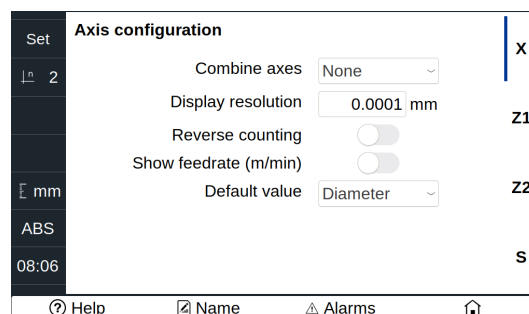 Set
2
mm
ABS
08:06
Axis configuration
Combine axes None
Display resolution 0.0001 mm
Reverse counting
Show feedrate (m/min)
Default value Diameter
X
Z1
Z2
S
Help Name Alarms